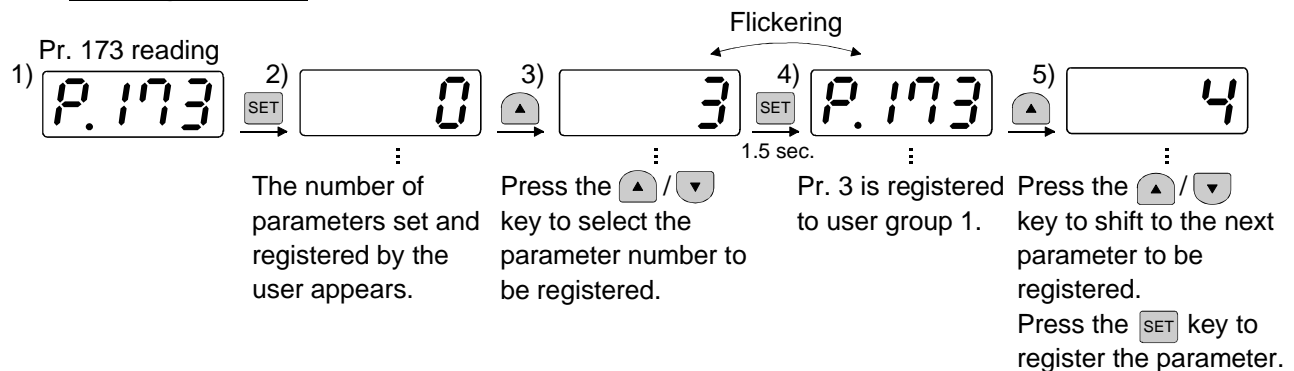 Flickering
Pr. 173 reading
1) P. 173 SET 2) 0 ▲ 3) 3 SET 1.5 sec. 4) P. 173 ▲ 5) 4
The number of
parameters set and
registered by the
user appears.
Press the ▲ / ▼
key to select the
parameter number to
be registered.
Pr. 3 is registered
to user group 1.
Press the ▲ / ▼
key to shift to the next
parameter to be
registered.
Press the SET key to
register the parameter.